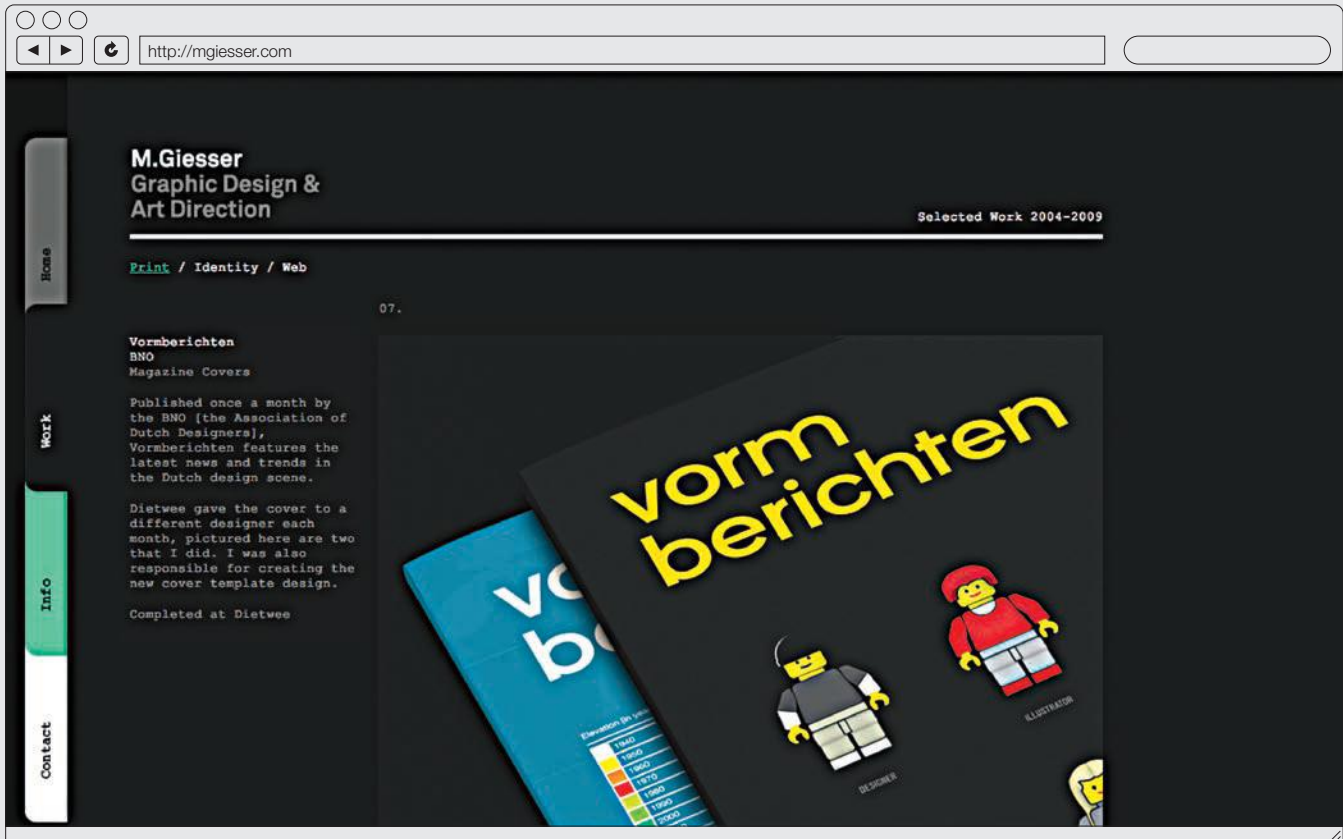 http://mgiesser.com
M.Giesser
Graphic Design &
Art Direction
Selected Work 2004-2009
Home
Work
Info
Contact
Print / Identity / Web
07.
Vormberichten
BNO
Magazine Covers
Published once a month by
the BNO [the Association of
Dutch Designers],
Vormberichten features the
latest news and trends in
the Dutch design scene.
Dietwee gave the cover to a
different designer each
month, pictured here are two
that I did. I was also
responsible for creating the
new cover template design.
Completed at Dietwee
vorm
berichten
DESIGNER
ILLUSTRATOR
vo
be
Elevation (in
1940
1950
1960
1970
1980
1990
2000